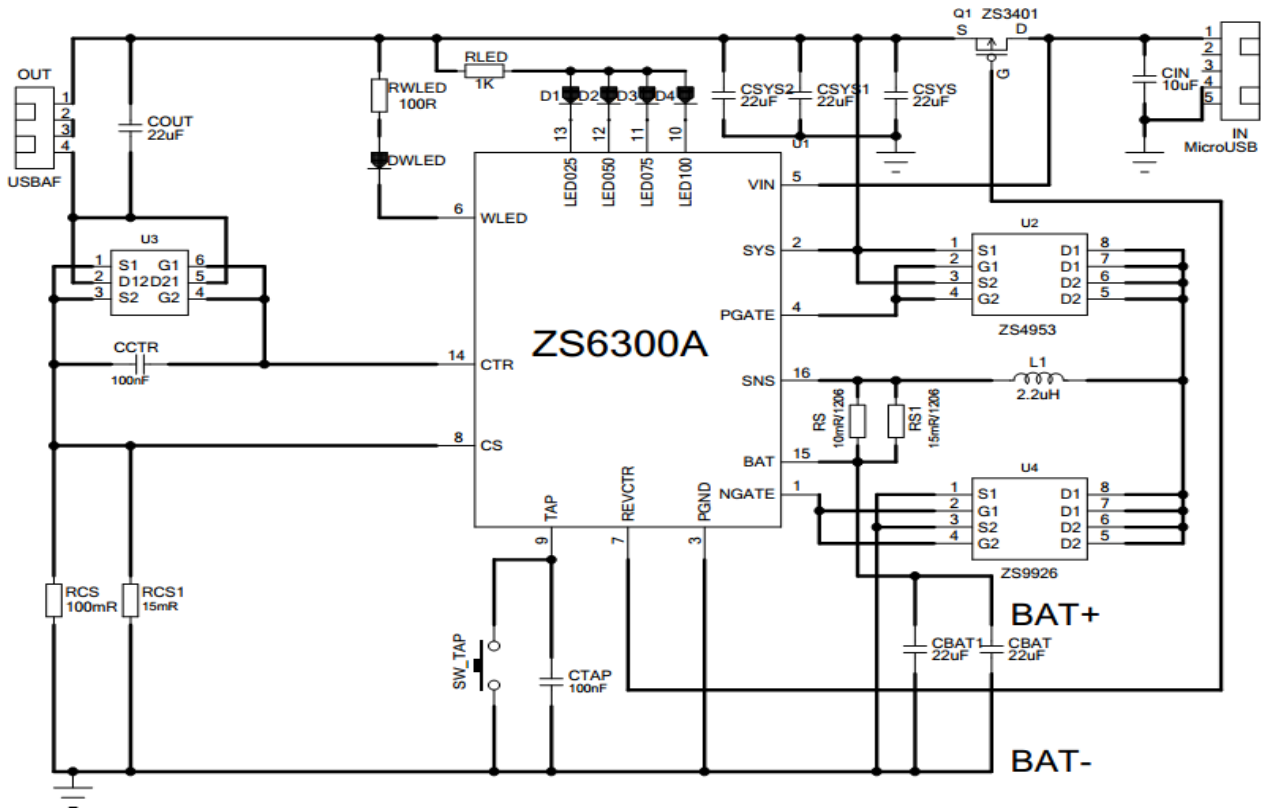 Q1 ZS3401
S D
G
OUT
1
2
3
4
USBAF
COUT
22uF
RWLED
100R
RLED
1K
DWLED
D1 D2 D3 D4
13 12 11 10
LED025 LED050 LED075 LED100
CSYS2
22uF
CSYS1
22uF
CSYS
22uF
CIN
10uF
1
2
3
4
5
IN
MicroUSB
U1
ZS6300A
6 WLED
14 CTR
8 CS
VIN 5
SYS 2
PGATE 4
SNS 16
BAT 15
NGATE 1
TAP 9
REVCTR 7
PGND 3
U3
1 S1 G1 6
2 D12 D21 5
3 S2 G2 4
CCTR
100nF
U2
1 S1 D1 8
2 G1 D1 7
3 S2 D2 6
4 G2 D2 5
ZS4953
L1
2.2uH
RS
10mR/1206
RS1
15mR/1206
U4
1 S1 D1 8
2 G1 D1 7
3 S2 D2 6
4 G2 D2 5
ZS9926
RCS
100mR
RCS1
15mR
SW_TAP
CTAP
100nF
BAT+
CBAT1
22uF
CBAT
22uF
BAT-